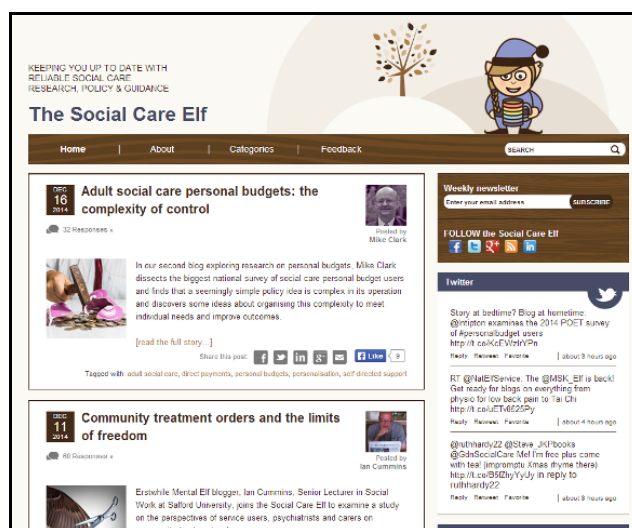 KEEPING YOU UP TO DATE WITH
RELIABLE SOCIAL CARE
RESEARCH, POLICY & GUIDANCE
The Social Care Elf
Home | About | Categories | Feedback
SEARCH
DEC
16
2014
Adult social care personal budgets: the
complexity of control
32 Responses »
Posted by
Mike Clark
In our second blog exploring research on personal budgets, Mike Clark
dissects the biggest national survey of social care personal budget users
and finds that a seemingly simple policy idea is complex in its operation
and discovers some ideas about organising this complexity to meet
individual needs and improve outcomes.
[read the full story...]
Share this post:
Like 9
Tagged with: adult social care, direct payments, personal budgets, personalisation, self directed support
DEC
11
2014
Community treatment orders and the limits
of freedom
Responses »
Posted by
Ian Cummins
Erstwhile Mental Elf blogger, Ian Cummins, Senior Lecturer in Social
Work at Salford University, joins the Social Care Elf to examine a study
on the perspectives of service users, psychiatrists and carers on
Weekly newsletter
Enter your email address SUBSCRIBE
FOLLOW the Social Care Elf
Twitter
Story at bedtime? Blog at hometime:
@intipton examines the 2014 POET survey
of #personalbudget users
Reply Retweet Favorite | about 3 hours ago
RT @NatElfService: The @MSK_Elf is back!
Get ready for blogs on everything from
physio for low back pain to Tai Chi
Reply Retweet Favorite | about 4 hours ago
@ruthhardy22 @Steve_JKPbooks
@GdnSocialCare Me! I'm free plus come
with tea! (impromptu Xmas rhyme there)
in reply to
ruthhardy22
Reply Retweet Favorite | about 8 hours ago